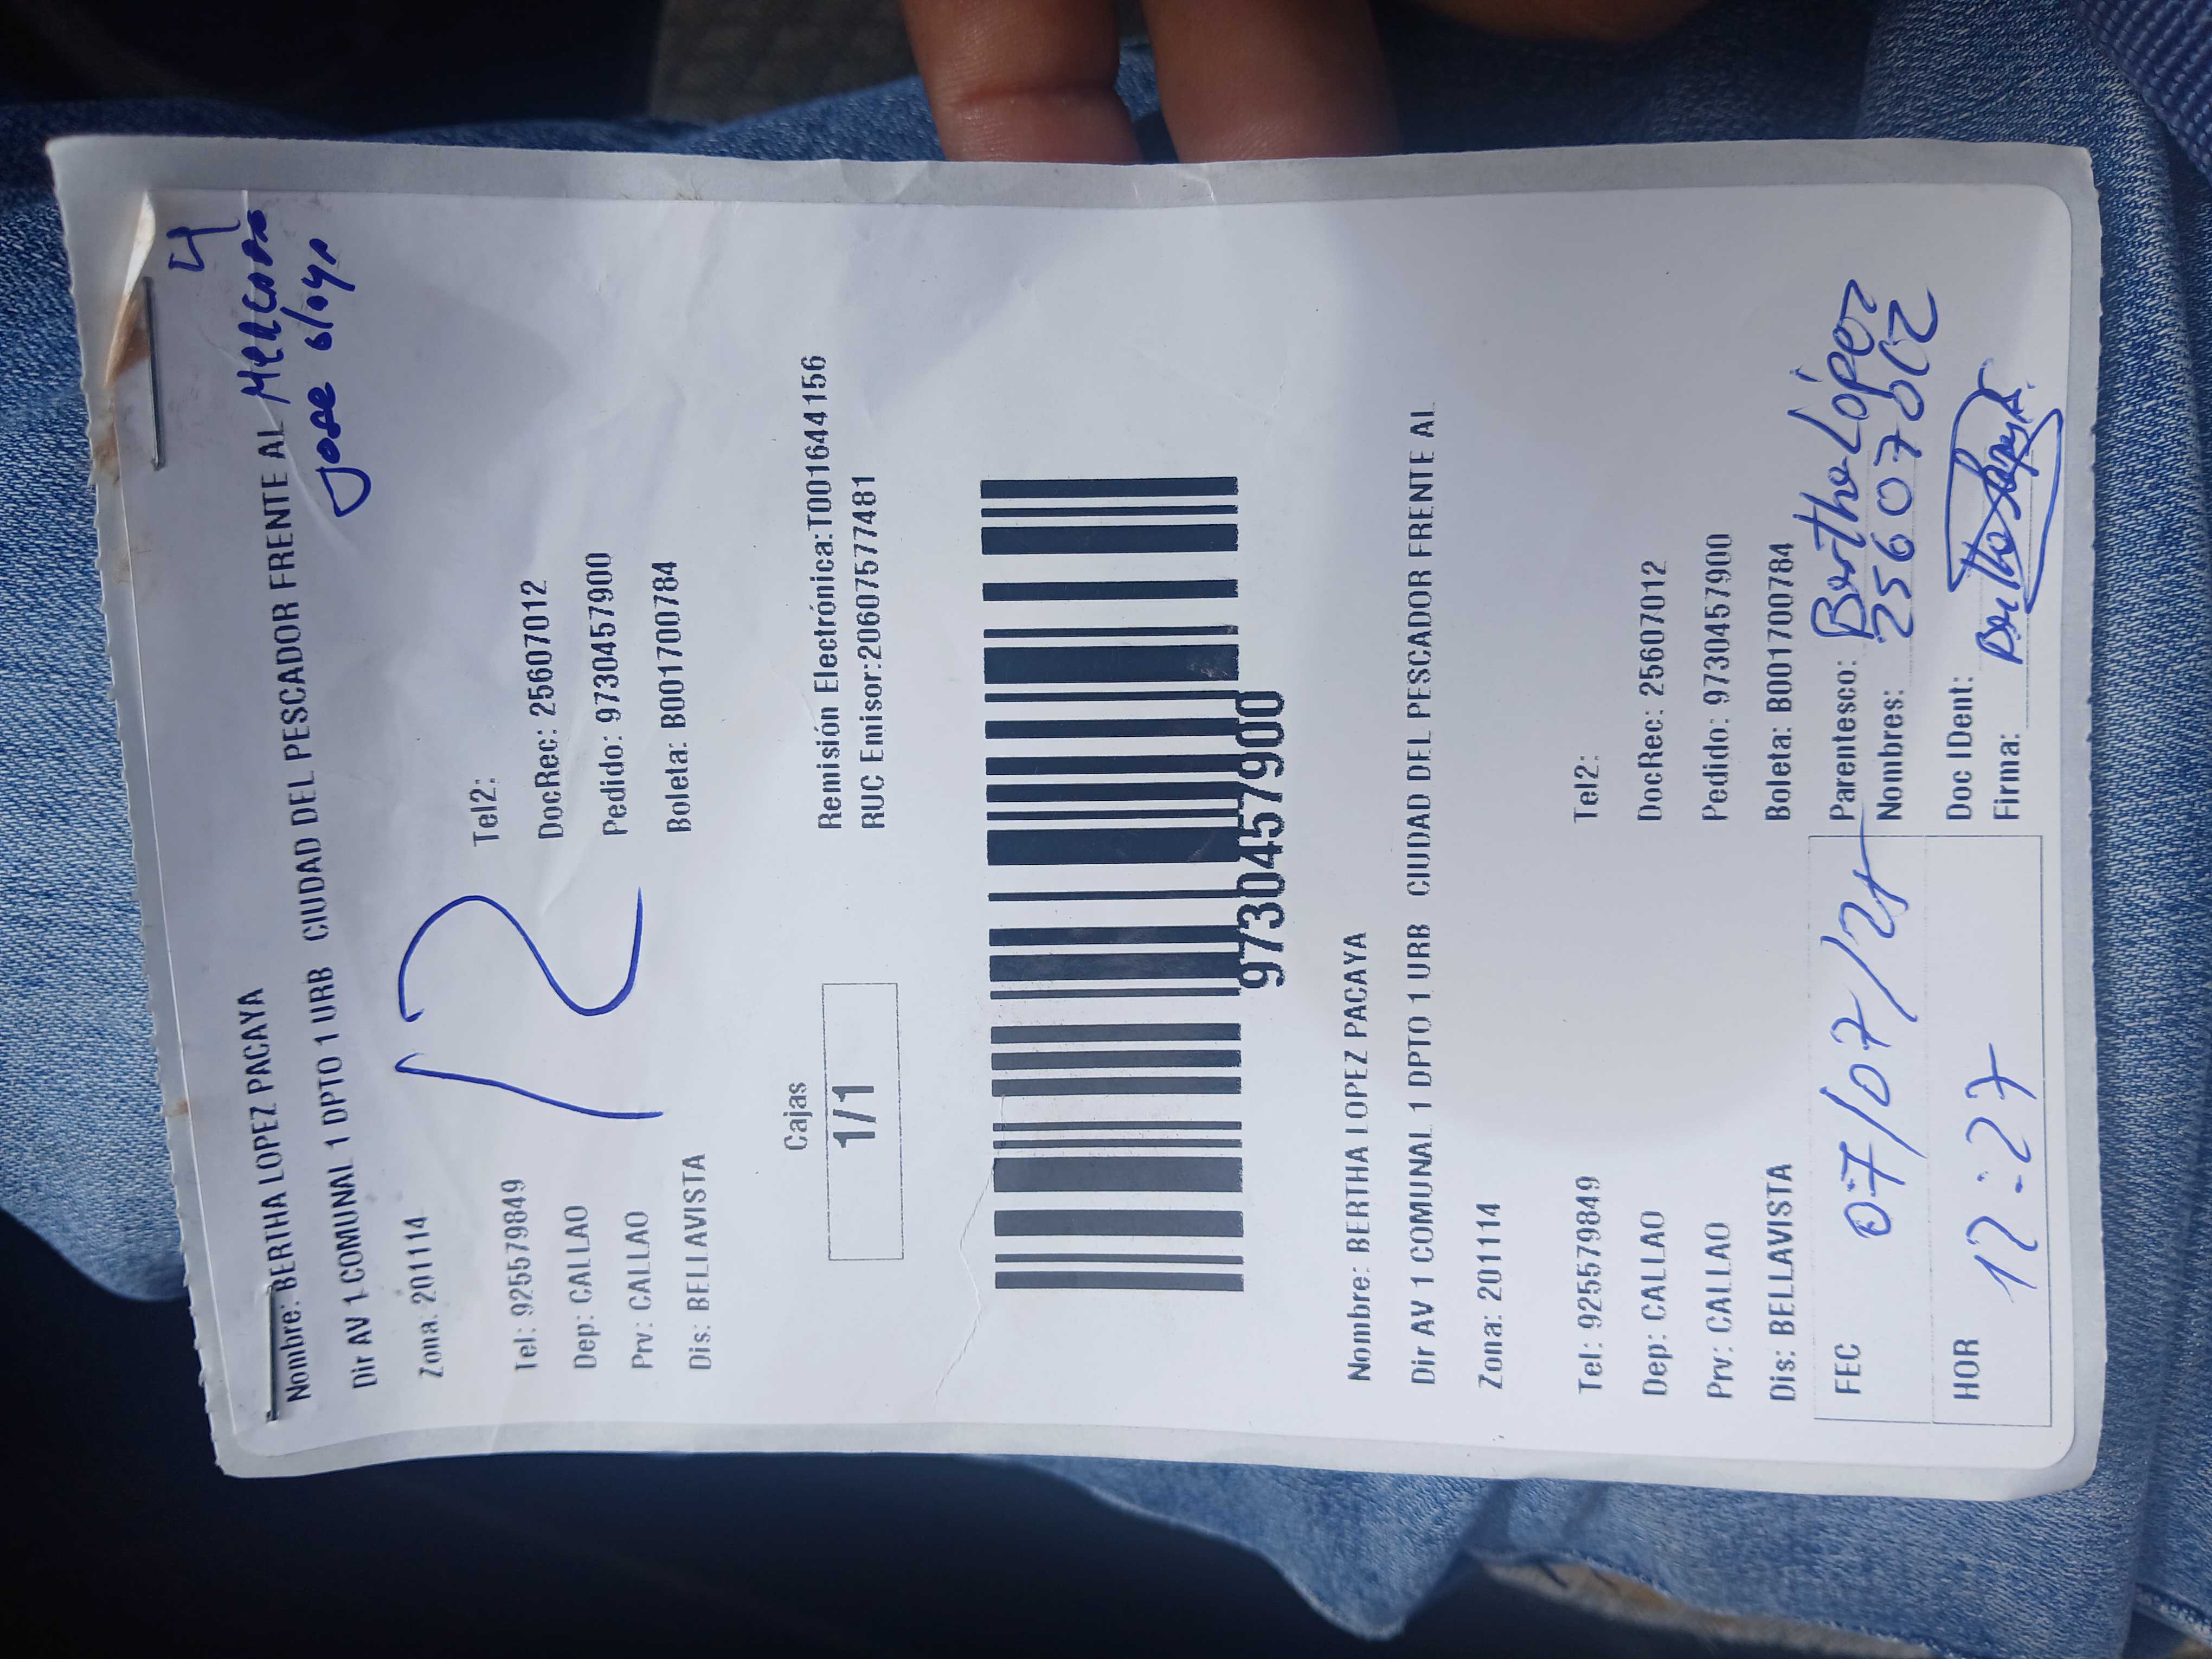 4
Nombre: BERTHA LOPEZ PACAYA
Dir AV 1 COMUNAL 1 DPTO 1 URB CIUDAD DEL PESCADOR FRENTE AL Mercado
Jose Olaya
Zona: 201114
12
Tel: 925579849 Tel2:
Dep: CALLAO DocRec: 25607012
Prv: CALLAO Pedido: 9730457900
Dis: BELLAVISTA Boleta: B001700784
Cajas
1/1
Remisión Electrónica:T001644156
RUC Emisor:20607577481
9730457900
Nombre: BERTHA LOPEZ PACAYA
Dir AV 1 COMUNAL 1 DPTO 1 URB CIUDAD DEL PESCADOR FRENTE AL
Zona: 201114
Tel: 925579849 Tel2:
Dep: CALLAO DocRec: 25607012
Prv: CALLAO Pedido: 9730457900
Dis: BELLAVISTA Boleta: B001700784
FEC 07/07/25 Parentesco: Bertha López
Nombres: 25607012
HOR 12:27 Doc IDent:
Firma: